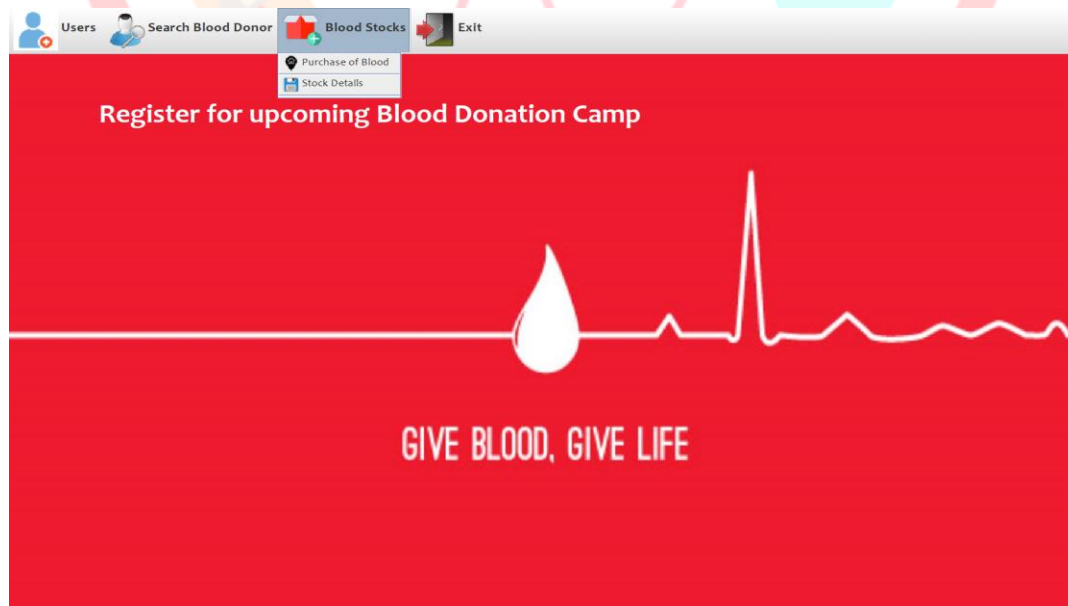 Users Search Blood Donor Blood Stocks Exit
Purchase of Blood
Stock Details
Register for upcoming Blood Donation Camp
GIVE BLOOD, GIVE LIFE